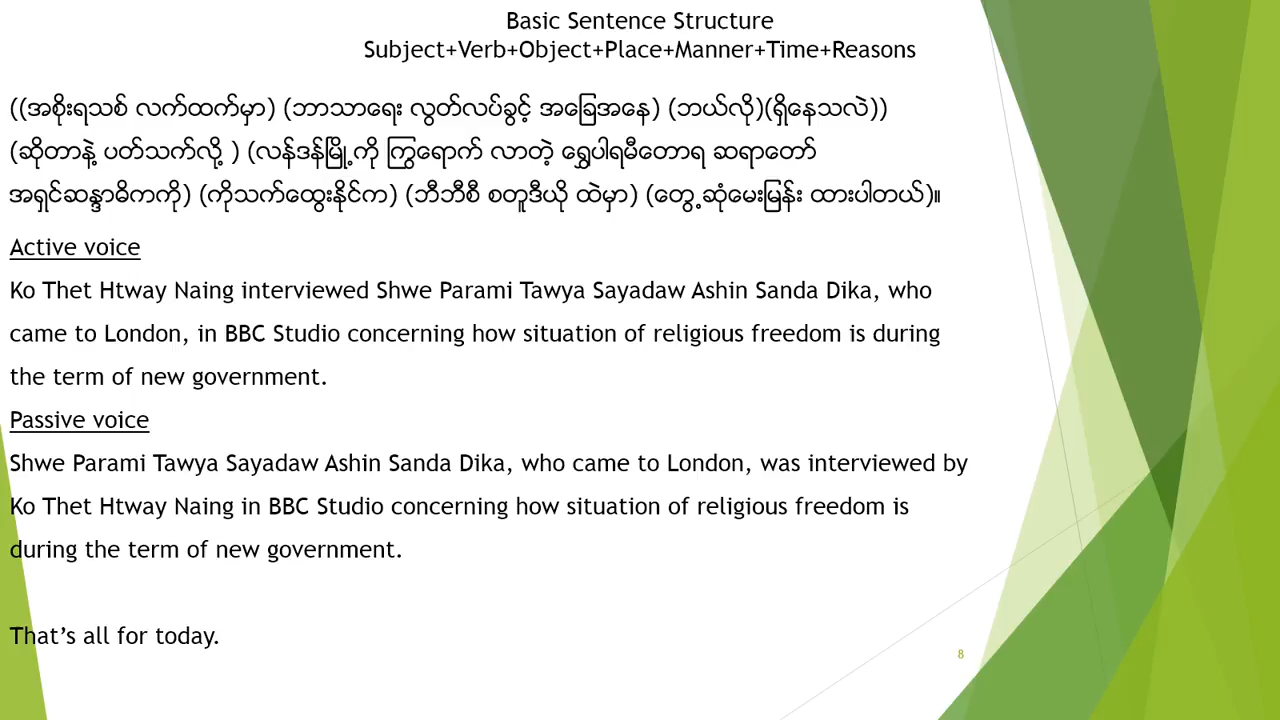 Basic Sentence Structure
Subject+Verb+Object+Place+Manner+Time+Reasons
((အစိုးရသစ် လက်ထက်မှာ) (ဘာသာရေး လွတ်လပ်ခွင့် အခြေအနေ) (ဘယ်လို)(ရှိနေသလဲ))
(ဆိုတာနဲ့ ပတ်သက်လို့ ) (လန်ဒန်မြို့ကို ကြွရောက် လာတဲ့ ရွှေပါရမီတောရ ဆရာတော်
အရှင်ဆန္ဒာဓိကကို) (ကိုသက်ထွေးနိုင်က) (ဘီဘီစီ စတူဒီယို ထဲမှာ) (တွေ့ဆုံမေးမြန်း ထားပါတယ်)။
Active voice
Ko Thet Htway Naing interviewed Shwe Parami Tawya Sayadaw Ashin Sanda Dika, who
came to London, in BBC Studio concerning how situation of religious freedom is during
the term of new government.
Passive voice
Shwe Parami Tawya Sayadaw Ashin Sanda Dika, who came to London, was interviewed by
Ko Thet Htway Naing in BBC Studio concerning how situation of religious freedom is
during the term of new government.
That's all for today.
8